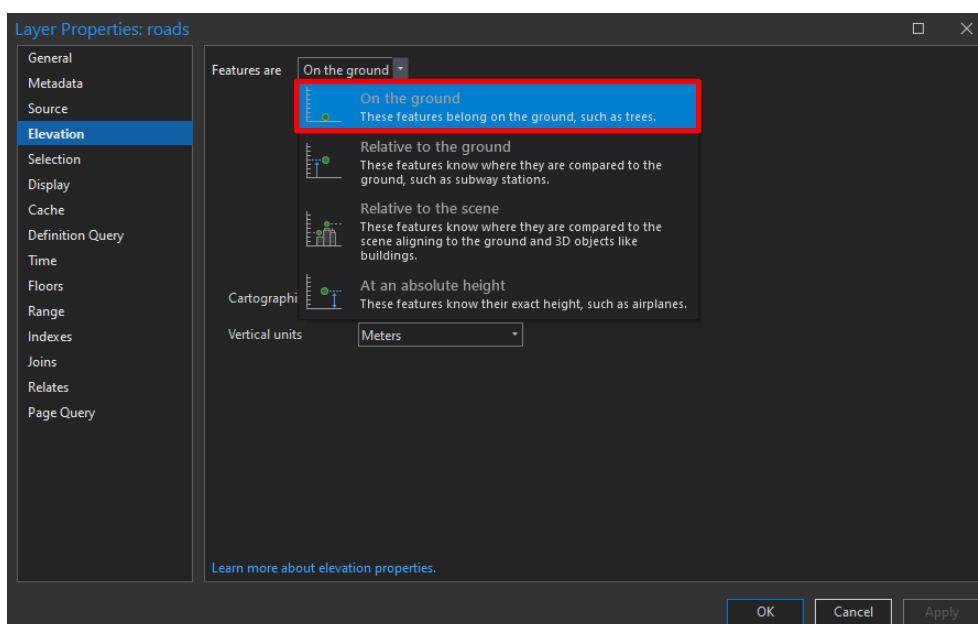 Layer Properties: roads
General
Metadata
Source
Elevation
Selection
Display
Cache
Definition Query
Time
Floors
Range
Indexes
Joins
Relates
Page Query
Features are On the ground
On the ground
These features belong on the ground, such as trees.
Relative to the ground
These features know where they are compared to the
ground, such as subway stations.
Relative to the scene
These features know where they are compared to the
scene aligning to the ground and 3D objects like
buildings.
At an absolute height
These features know their exact height, such as airplanes.
Cartographi
Vertical units Meters
Learn more about elevation properties.
OK Cancel Apply